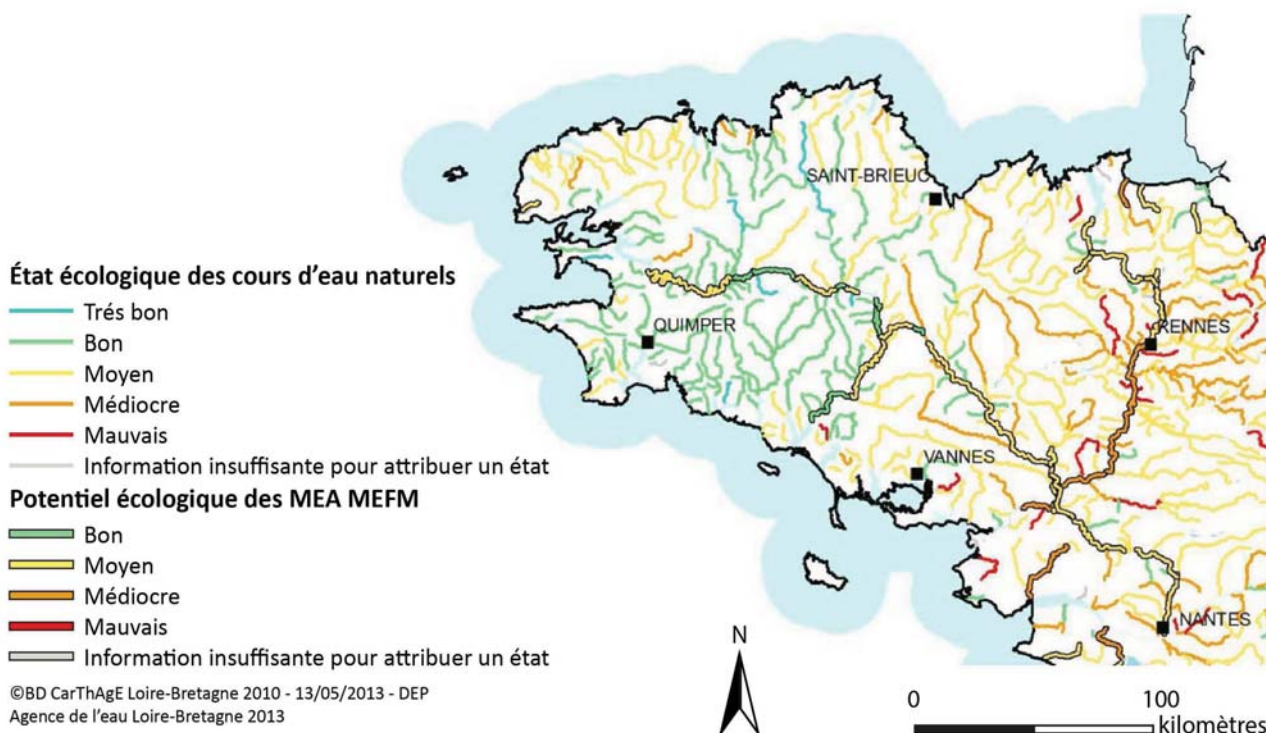 État écologique des cours d'eau naturels
Trés bon
Bon
Moyen
Médiocre
Mauvais
Information insuffisante pour attribuer un état
Potentiel écologique des MEA MEFM
Bon
Moyen
Médiocre
Mauvais
Information insuffisante pour attribuer un état
©BD CarThAgE Loire-Bretagne 2010 - 13/05/2013 - DEP
Agence de l'eau Loire-Bretagne 2013
SAINT-BRIEUC
QUIMPER
RENNES
VANNES
NANTES
N
0 100
kilomètres